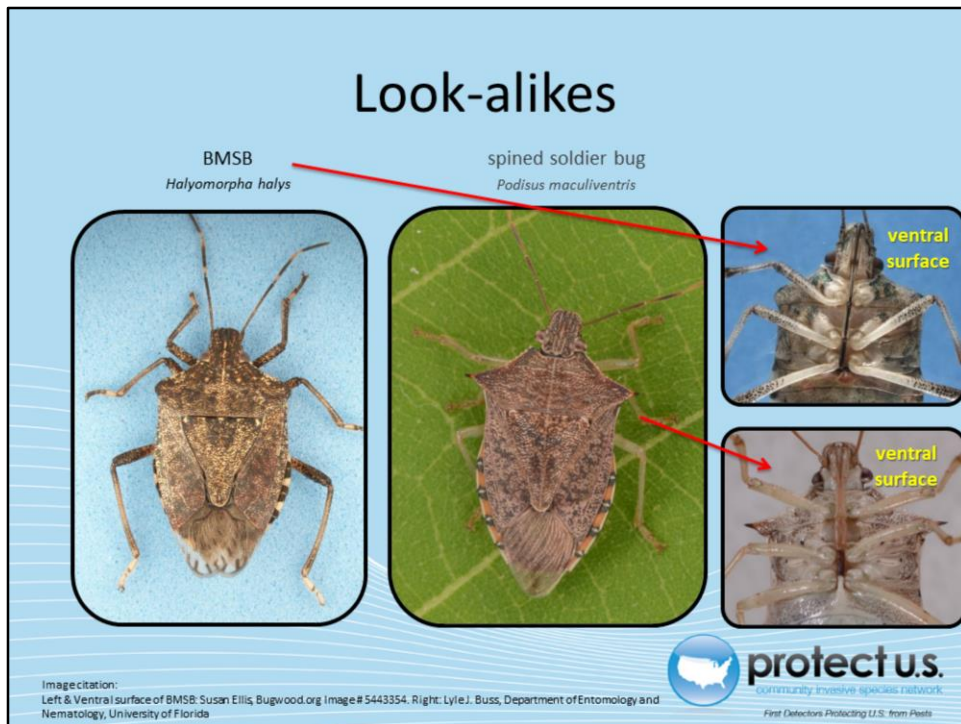 Look-alikes
BMSB
Halyomorpha halys
spined soldier bug
Podisus maculiventris
ventral
surface
ventral
surface
Image citation:
Left & Ventral surface of BMSB: Susan Ellis, Bugwood.org Image # 5443354. Right: Lyle J. Buss, Department of Entomology and
Nematology, University of Florida
protect u.s.
community invasive species network
First Detectors Protecting U.S. from Pests